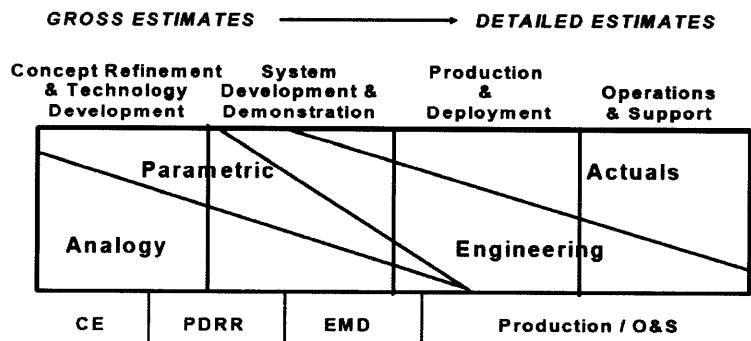 GROSS ESTIMATES DETAILED ESTIMATES
Concept Refinement
& Technology
Development
System
Development &
Demonstration
Production
&
Deployment
Operations
& Support
Parametric
Actuals
Analogy
Engineering
CE
PDRR
EMD
Production / O&S